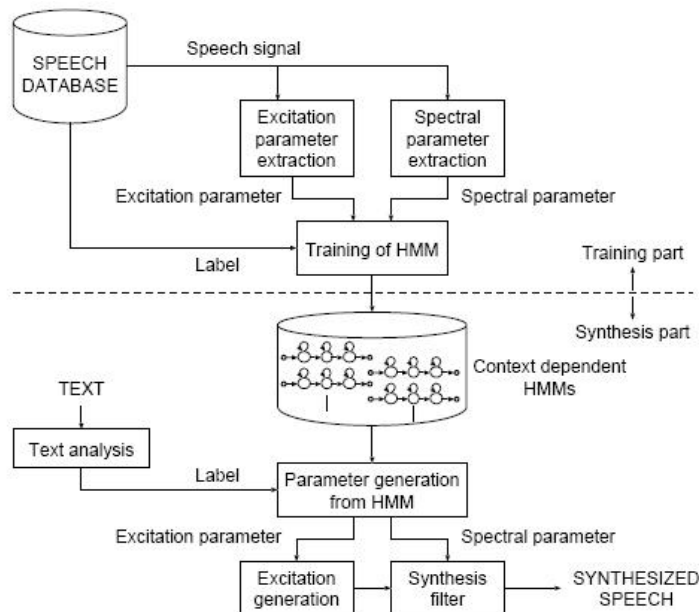 Speech signal
SPEECH
DATABASE
Excitation
parameter
extraction
Spectral
parameter
extraction
Excitation parameter
Spectral parameter
Training of HMM
Label
Training part
Synthesis part
Context dependent
HMMs
TEXT
Text analysis
Label
Parameter generation
from HMM
Excitation parameter
Spectral parameter
Excitation
generation
Synthesis
filter
SYNTHESIZED
SPEECH